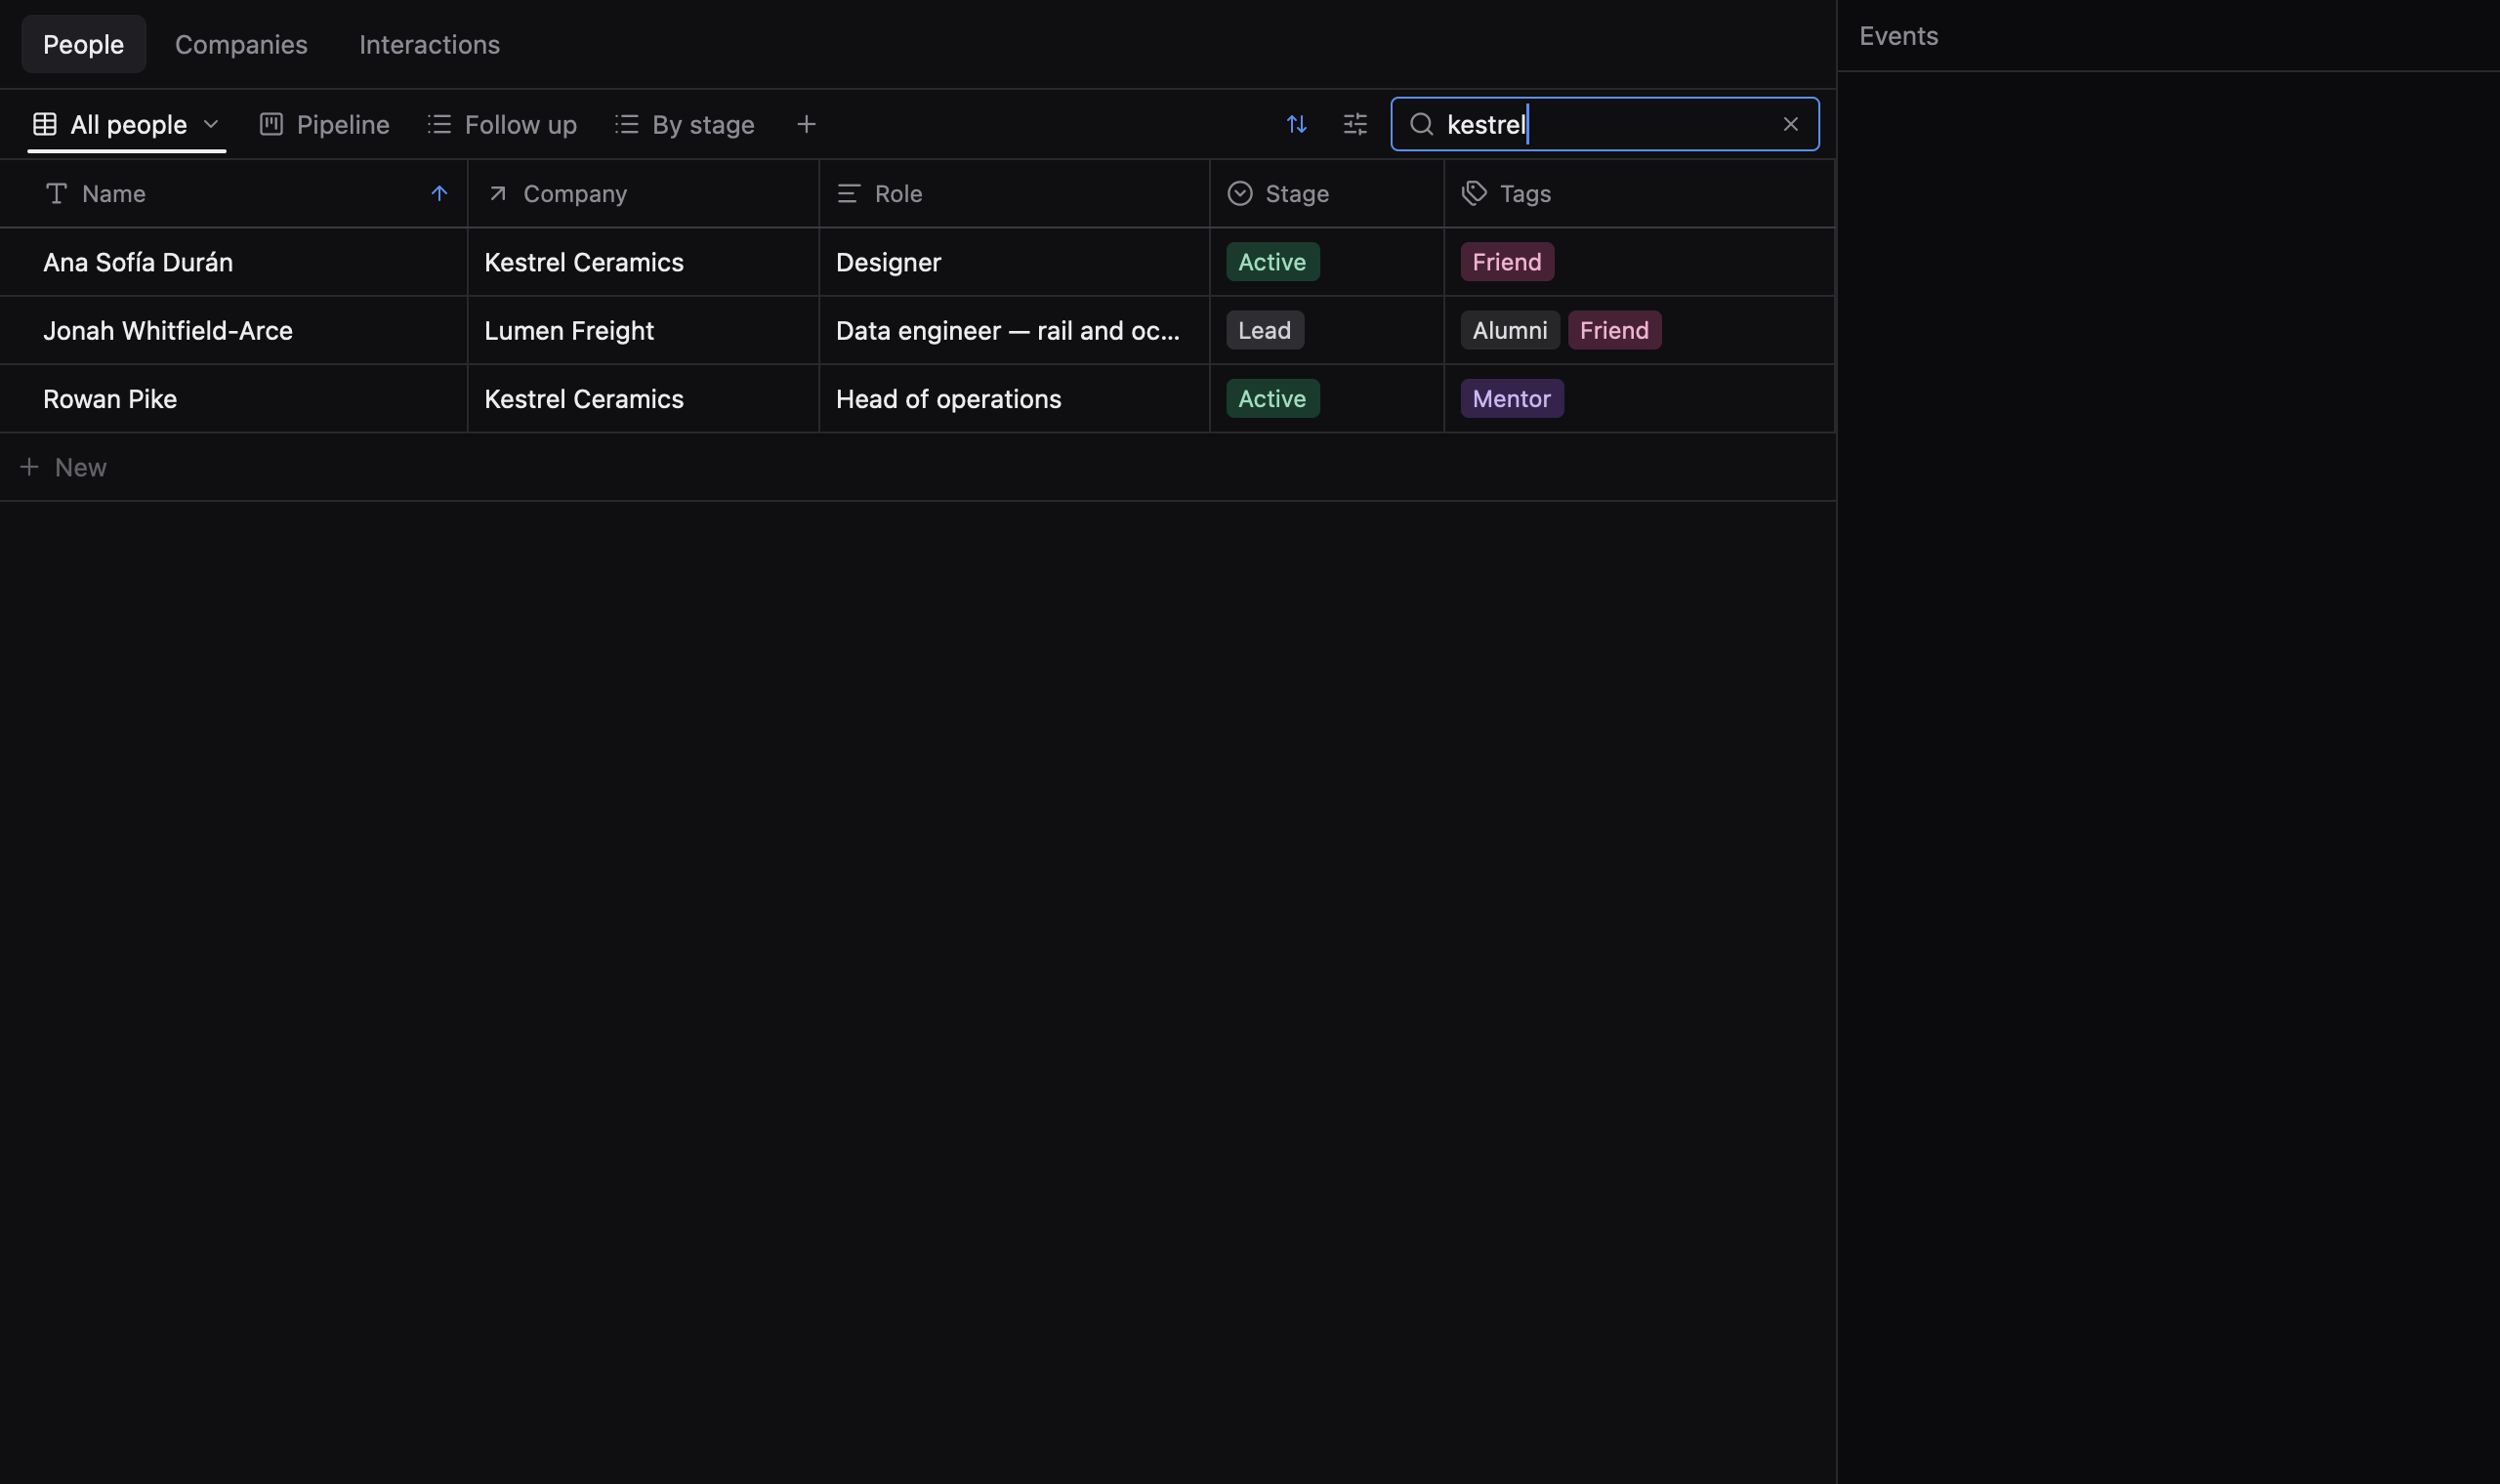 People Companies Interactions
Events
All people Pipeline Follow up By stage kestrel
Name Company Role Stage Tags
Ana Sofía Durán Kestrel Ceramics Designer Active Friend
Jonah Whitfield-Arce Lumen Freight Data engineer — rail and oc... Lead Alumni Friend
Rowan Pike Kestrel Ceramics Head of operations Active Mentor
New